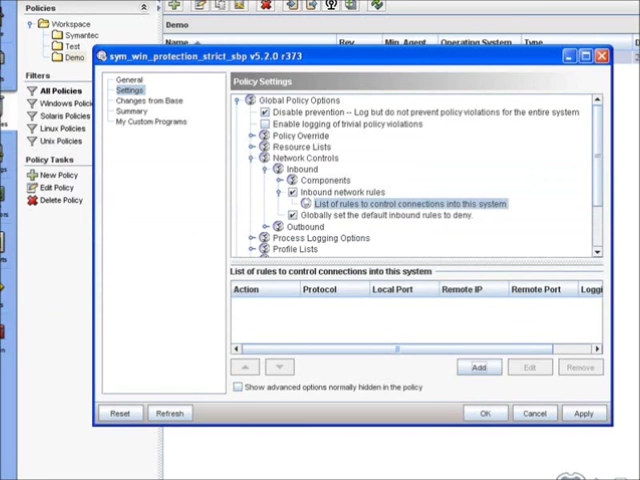 Policies
Workspace
Symantec
Test
Demo
Filters
All Policies
Windows Polici
Solaris Policies
Linux Policies
Unix Policies
Policy Tasks
New Policy
Edit Policy
Delete Policy
Demo
Name
Rev
Min. Agent
Operating System
Type
sym_win_protection_strict_sbp v5.2.0 r373
General
Settings
Changes from Base
Summary
My Custom Programs
Policy Settings
Global Policy Options
Disable prevention -- Log but do not prevent policy violations for the entire system
Enable logging of trivial policy violations
Policy Override
Resource Lists
Network Controls
Inbound
Components
Inbound network rules
List of rules to control connections into this system
Globally set the default inbound rules to deny.
Outbound
Process Logging Options
Profile Lists
List of rules to control connections into this system
Action Protocol Local Port Remote IP Remote Port Loggi
Add Edit Remove
Show advanced options normally hidden in the policy
Reset Refresh OK Cancel Apply